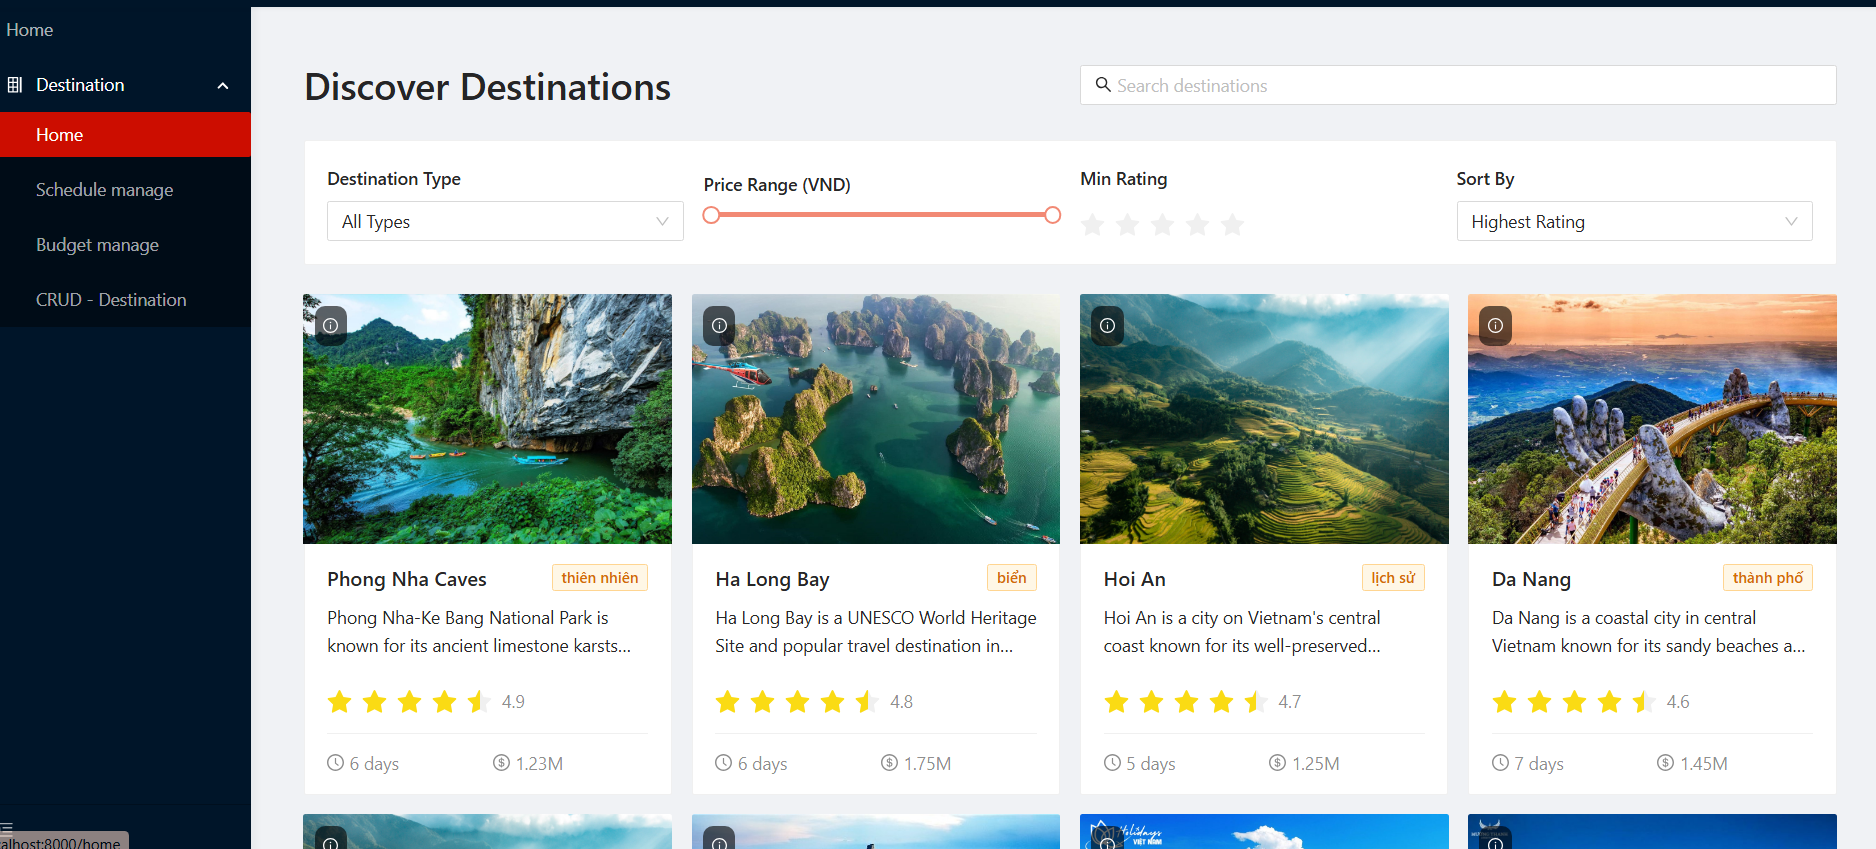 Home
Destination
Home
Schedule manage
Budget manage
CRUD - Destination
alhost:8000/home
Discover Destinations
Search destinations
Destination Type
All Types
Price Range (VND)
Min Rating
Sort By
Highest Rating
Phong Nha Caves
thiên nhiên
Phong Nha-Ke Bang National Park is
known for its ancient limestone karsts...
4.9
6 days
1.23M
Ha Long Bay
biển
Ha Long Bay is a UNESCO World Heritage
Site and popular travel destination in...
4.8
6 days
1.75M
Hoi An
lịch sử
Hoi An is a city on Vietnam's central
coast known for its well-preserved...
4.7
5 days
1.25M
Da Nang
thành phố
Da Nang is a coastal city in central
Vietnam known for its sandy beaches a...
4.6
7 days
1.45M
Holidays
VIỆT NAM